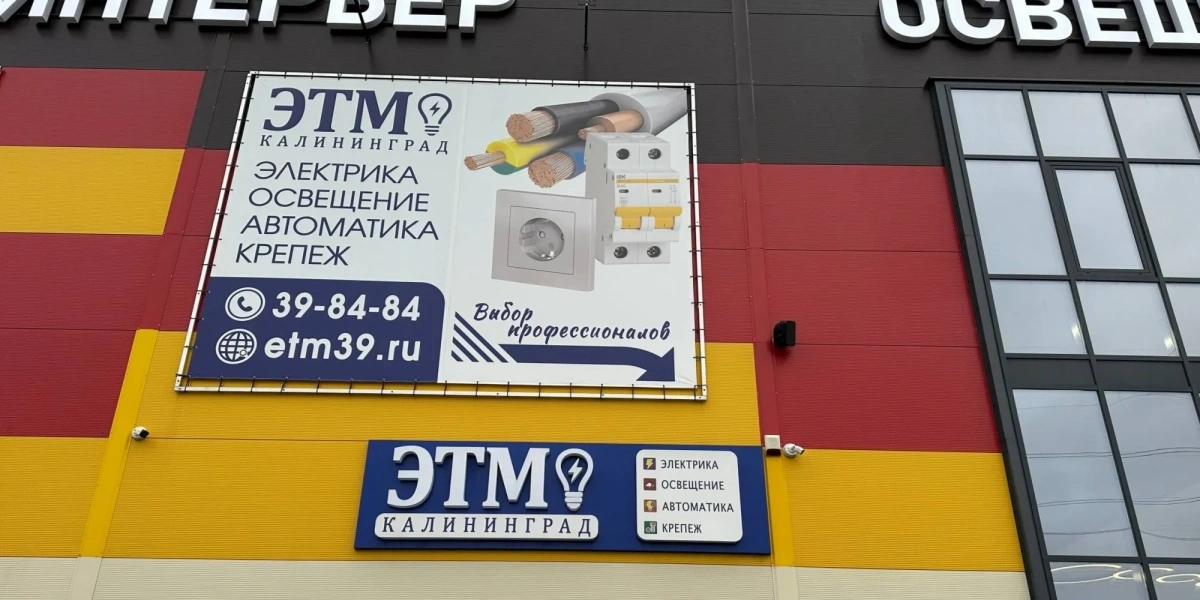 ИНТЕРЬЕР
ЭТМ
КАЛИНИНГРАД
ЭЛЕКТРИКА
ОСВЕЩЕНИЕ
АВТОМАТИКА
КРЕПЕЖ
39-84-84
etm39.ru
Выбор
профессионалов
ЭТМ
КАЛИНИНГРАД
ЭЛЕКТРИКА
ОСВЕЩЕНИЕ
АВТОМАТИКА
КРЕПЕЖ